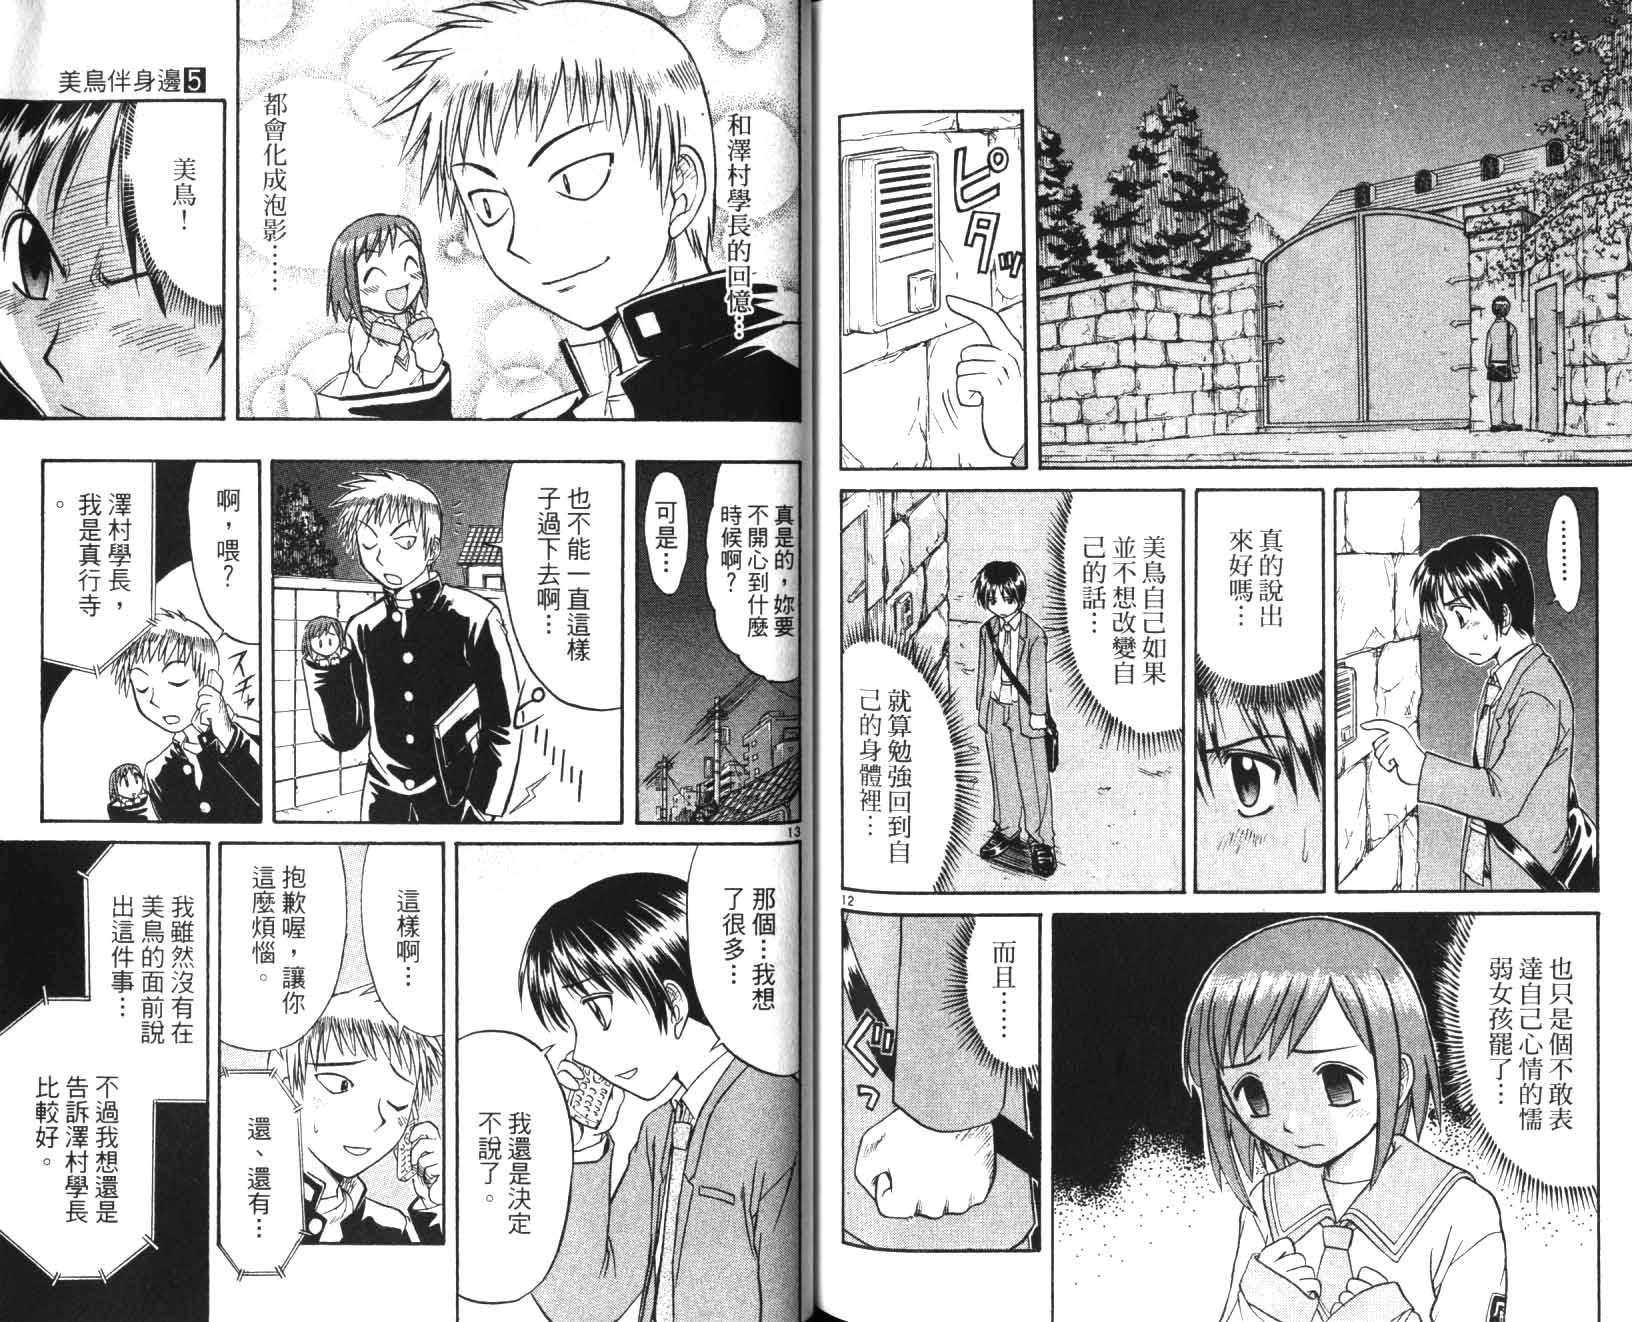 ピタッ
………
真的說出
來好嗎…
美鳥自己如果
並不想改變自
己的話…
就算勉強回到自
己的身體裡…
也只是個不敢表
達自己心情的懦
弱女孩罷了…
而且……
ぐっ
12
和澤村學長的回憶…
都會化成泡影……
美鳥伴身邊5
美鳥！
真是的，妳要
不開心到什麼
時候啊？
可是…
也不能一直這樣
子過下去啊…
ピ
啊，喂？
澤村學長，
我是真行寺
。
13
那個…我想
了很多…
我還是決定
不說了。
這樣啊…
抱歉喔，讓你
這麼煩惱。
還、還有…
我雖然沒有在
美鳥的面前說
出這件事…
不過我想還是
告訴澤村學長
比較好。